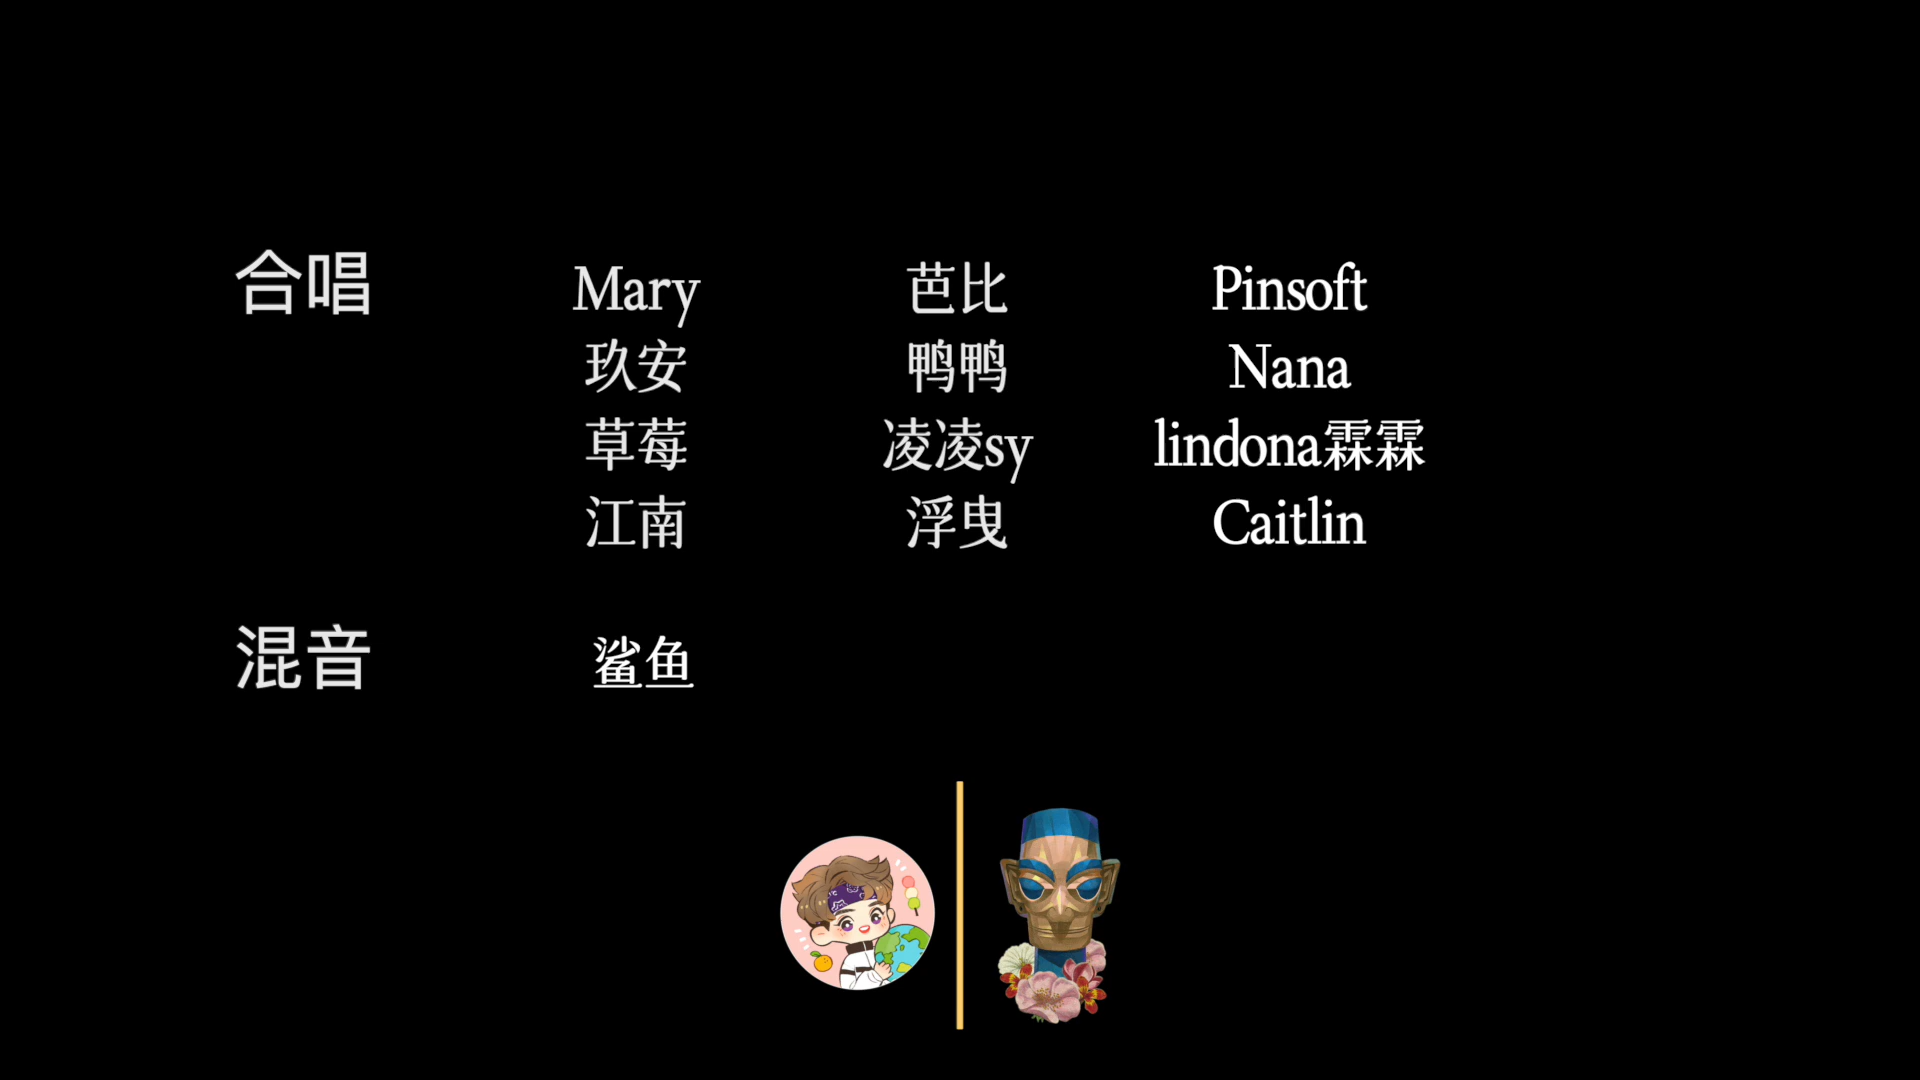 合唱 Mary 芭比 Pinsoft
玖安 鸭鸭 Nana
草莓 凌凌sy lindona霖霖
江南 浮曳 Caitlin
混音 鲨鱼